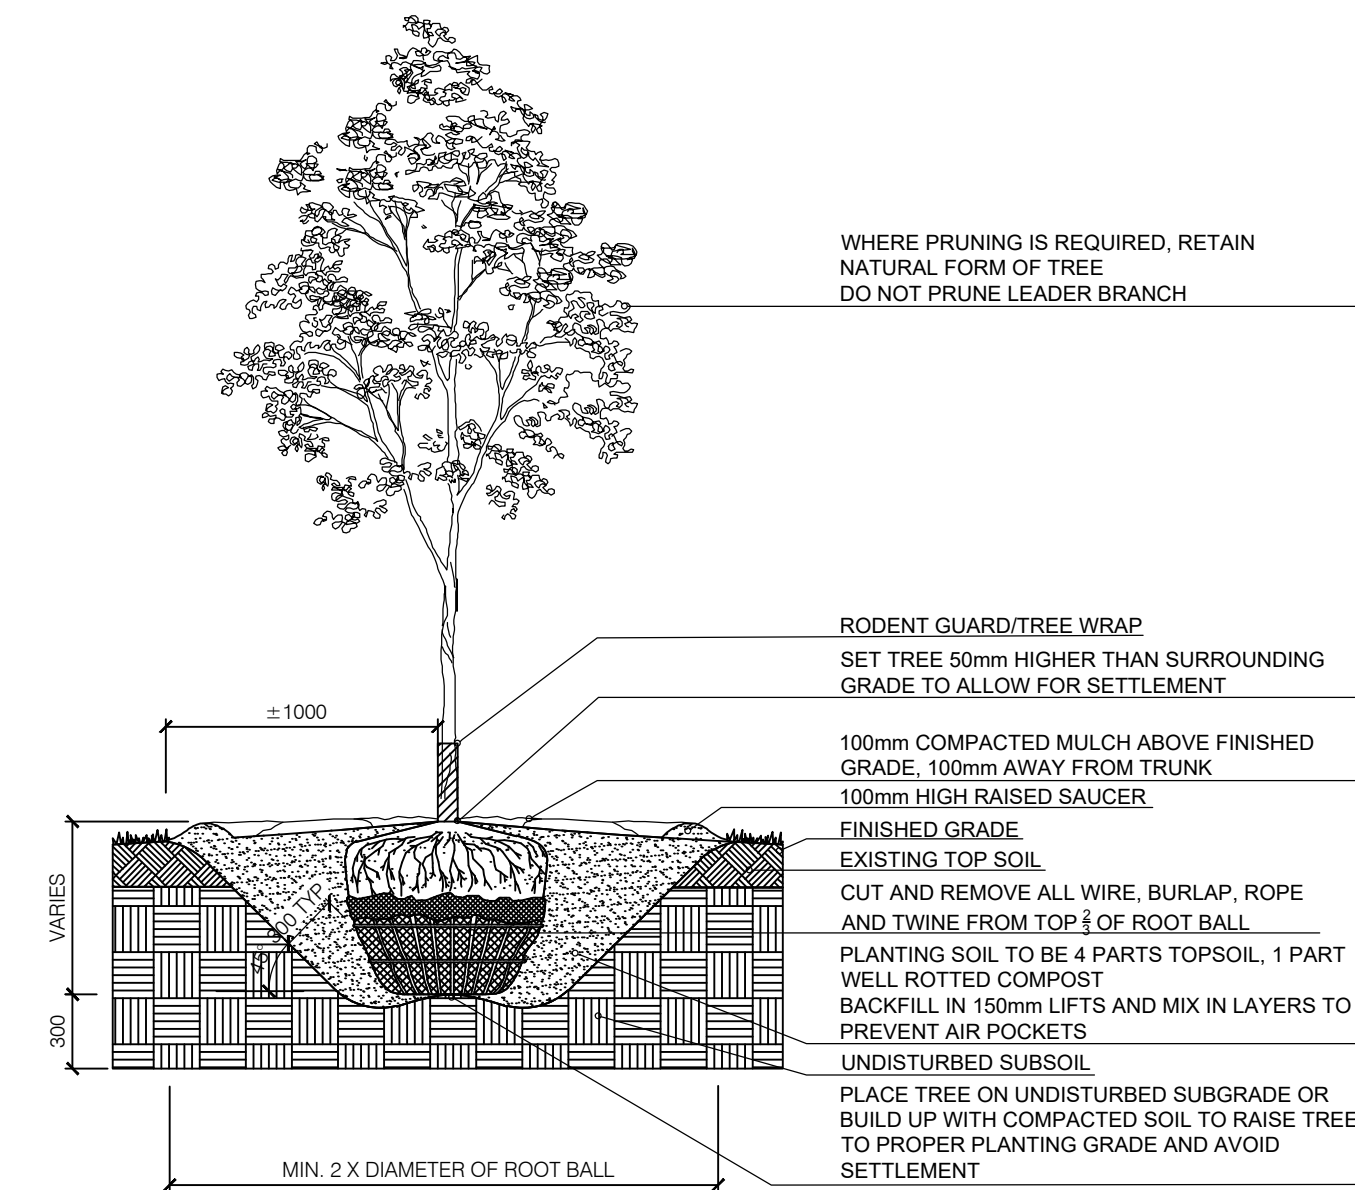 WHERE PRUNING IS REQUIRED, RETAIN
NATURAL FORM OF TREE
DO NOT PRUNE LEADER BRANCH
RODENT GUARD/TREE WRAP
SET TREE 50mm HIGHER THAN SURROUNDING
GRADE TO ALLOW FOR SETTLEMENT
±1000
100mm COMPACTED MULCH ABOVE FINISHED
GRADE, 100mm AWAY FROM TRUNK
100mm HIGH RAISED SAUCER
FINISHED GRADE
EXISTING TOP SOIL
CUT AND REMOVE ALL WIRE, BURLAP, ROPE
AND TWINE FROM TOP 2/3 OF ROOT BALL
VARIES
900 TYP
45°
PLANTING SOIL TO BE 4 PARTS TOPSOIL, 1 PART
WELL ROTTED COMPOST
BACKFILL IN 150mm LIFTS AND MIX IN LAYERS TO
PREVENT AIR POCKETS
300
UNDISTURBED SUBSOIL
PLACE TREE ON UNDISTURBED SUBGRADE OR
BUILD UP WITH COMPACTED SOIL TO RAISE TREE
TO PROPER PLANTING GRADE AND AVOID
SETTLEMENT
MIN. 2 X DIAMETER OF ROOT BALL